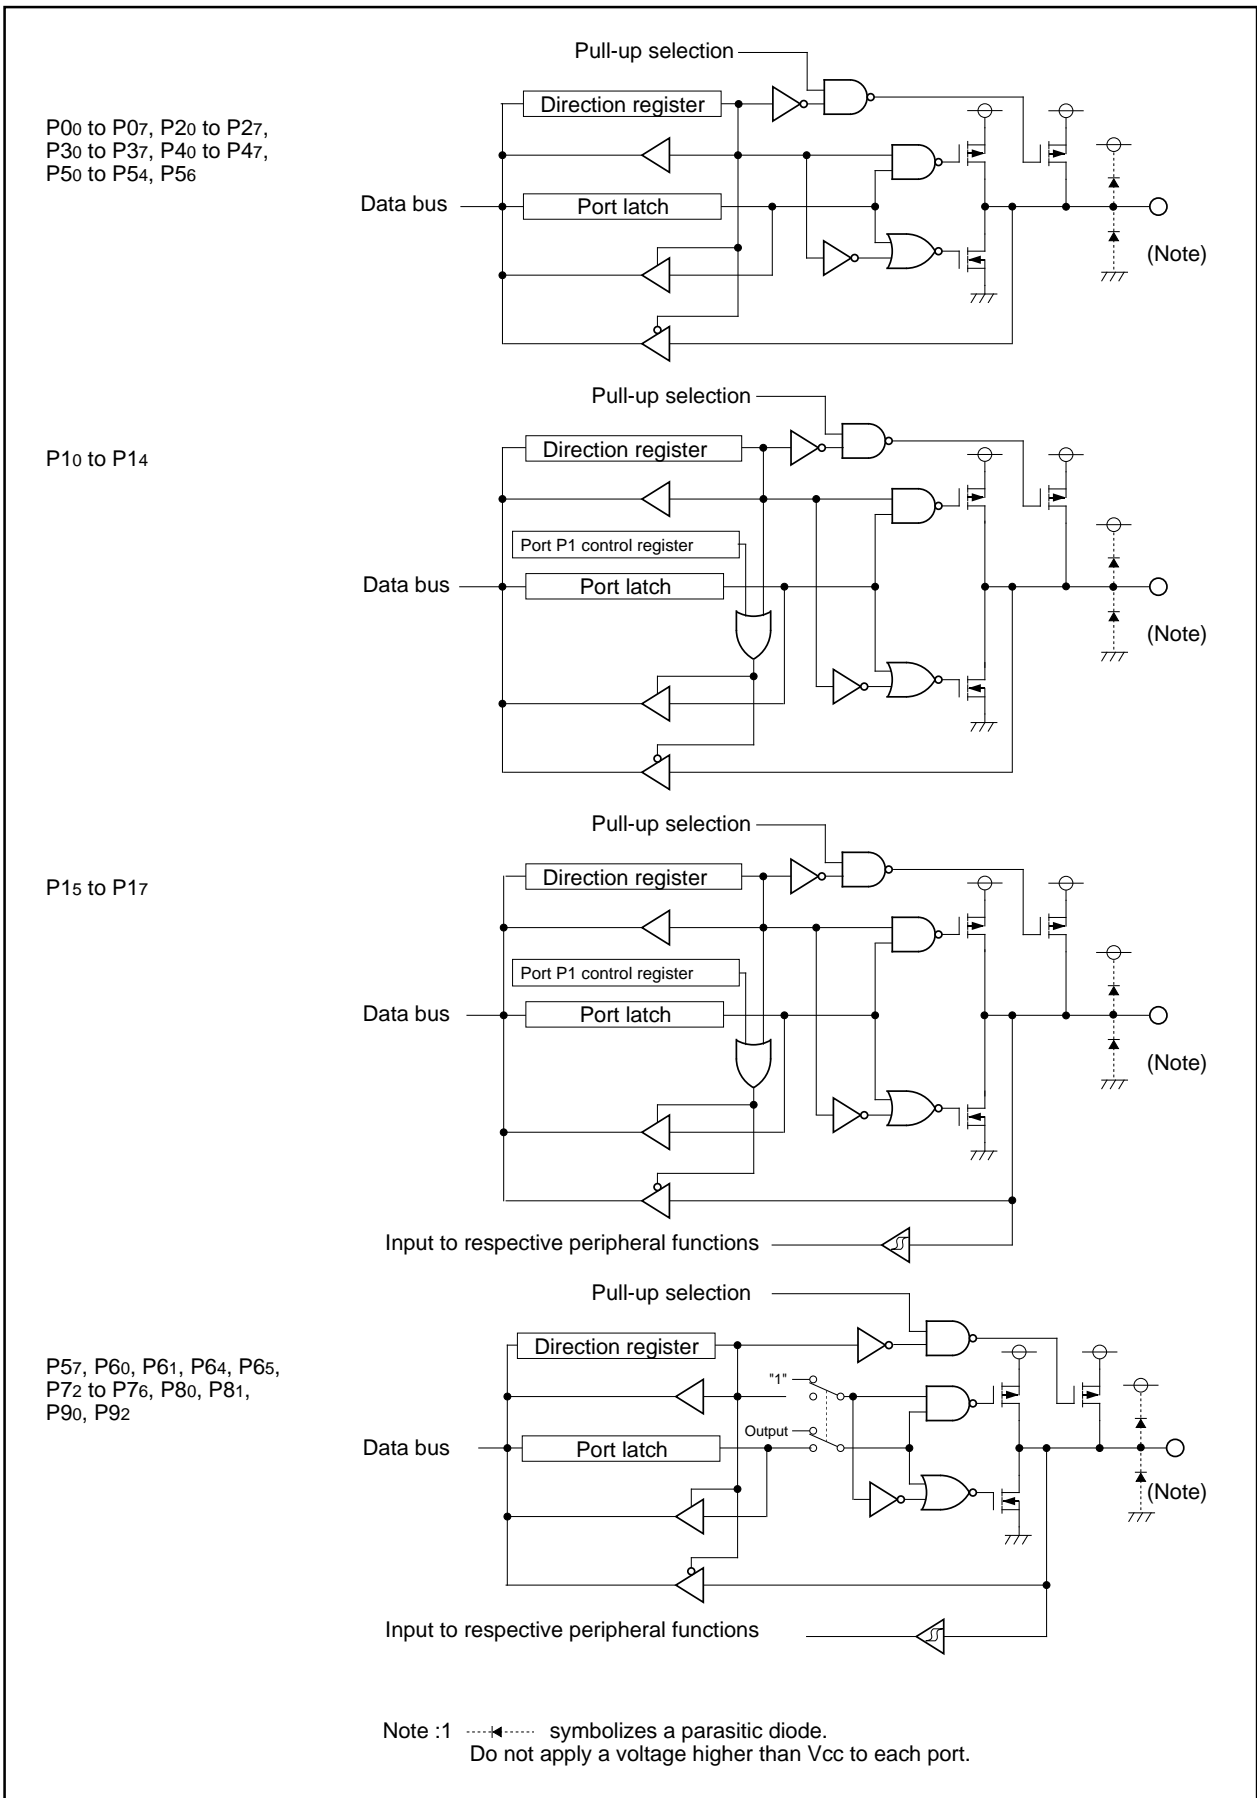 Pull-up selection
Direction register
P00 to P07, P20 to P27,
P30 to P37, P40 to P47,
P50 to P54, P56
Data bus
Port latch
(Note)
Pull-up selection
Direction register
P10 to P14
Port P1 control register
Data bus
Port latch
(Note)
Pull-up selection
Direction register
P15 to P17
Port P1 control register
Data bus
Port latch
(Note)
Input to respective peripheral functions
Pull-up selection
Direction register
P57, P60, P61, P64, P65,
P72 to P76, P80, P81,
P90, P92
"1"
Output
Data bus
Port latch
(Note)
Input to respective peripheral functions
Note :1 symbolizes a parasitic diode.
Do not apply a voltage higher than Vcc to each port.